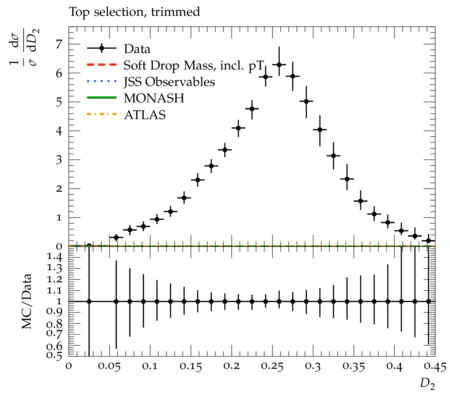 Top selection, trimmed
1/σ dσ/dD₂
Data
Soft Drop Mass, incl. pT
JSS Observables
MONASH
ATLAS
7
6
5
4
3
2
1
0
MC/Data
1.4
1.3
1.2
1.1
1
0.9
0.8
0.7
0.6
0.5
0 0.05 0.1 0.15 0.2 0.25 0.3 0.35 0.4 0.45
D₂